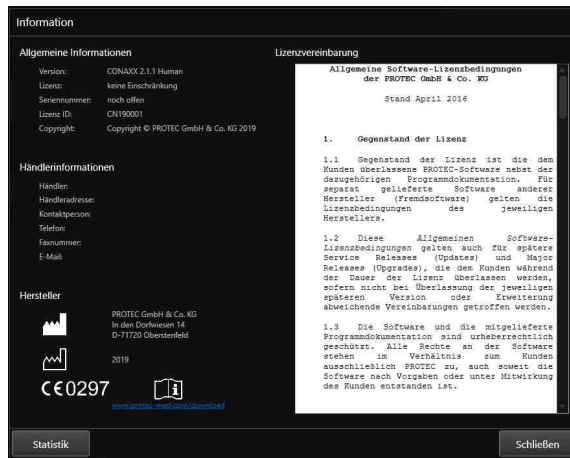 Information
Allgemeine Informationen
Version: CONAXX 2.1.1 Human
Lizenz: keine Einschränkung
Seriennummer: noch offen
Lizenz ID: CN190001
Copyright: Copyright © PROTEC GmbH & Co. KG 2019
Händlerinformationen
Händler:
Händleradresse:
Kontaktperson:
Telefon:
Faxnummer:
E-Mail:
Hersteller
PROTEC GmbH & Co. KG
In den Dorfwiesen 14
D-71720 Oberstenfeld
2019
CE0297
www.protec-med.com/download
Lizenzvereinbarung
Allgemeine Software-Lizenzbedingungen
der PROTEC GmbH & Co. KG
Stand April 2016
1. Gegenstand der Lizenz
1.1 Gegenstand der Lizenz ist die dem
Kunden überlassene PROTEC-Software nebst der
dazugehörigen Programmdokumentation. Für
separat gelieferte Software anderer
Hersteller (Fremdsoftware) gelten die
Lizenzbedingungen des jeweiligen
Herstellers.
1.2 Diese Allgemeinen Software-
Lizenzbedingungen gelten auch für spätere
Service Releases (Updates) und Major
Releases (Upgrades), die dem Kunden während
der Dauer der Lizenz überlassen werden,
sofern nicht bei Überlassung der jeweiligen
späteren Version oder Erweiterung
abweichende Vereinbarungen getroffen werden.
1.3 Die Software und die mitgelieferte
Programmdokumentation sind urheberrechtlich
geschützt. Alle Rechte an der Software
stehen im Verhältnis zum Kunden
ausschließlich PROTEC zu, auch soweit die
Software nach Vorgaben oder unter Mitwirkung
des Kunden entstanden ist.
Statistik
Schließen